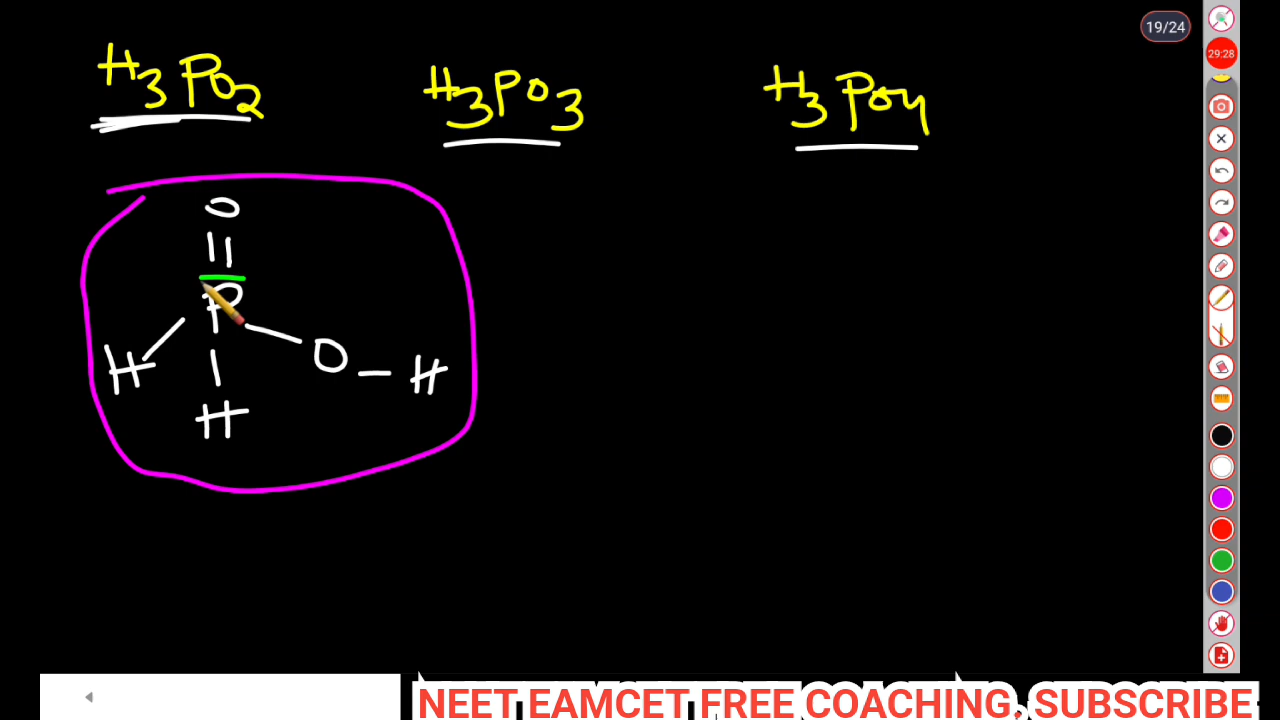 19/24
29:28
H3PO2 H3PO3 H3PO4
O
P
H O - H
H
NEET EAMCET FREE COACHING, SUBSCRIBE